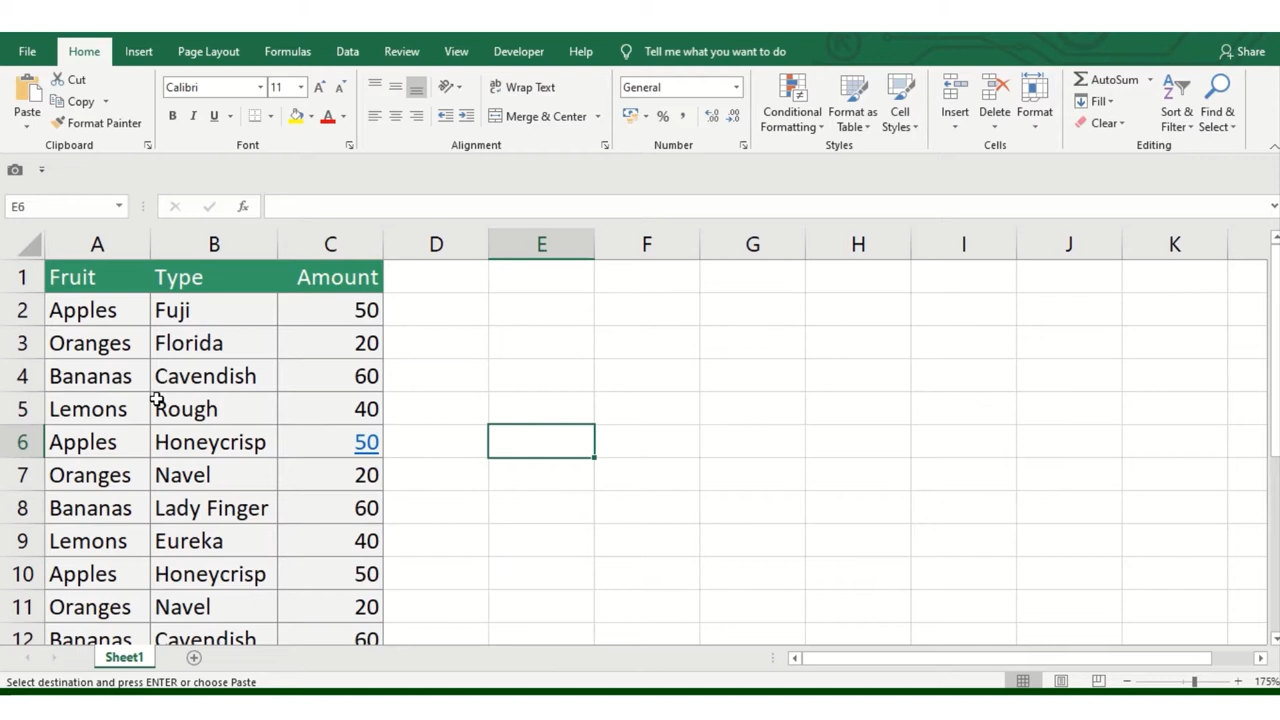 File Home Insert Page Layout Formulas Data Review View Developer Help Tell me what you want to do Share
Paste Cut Copy Format Painter
Clipboard
Calibri 11 A A
B I U A
Font
Wrap Text
Merge & Center
Alignment
General
% , .00
Number
Conditional Formatting Format as Table Cell Styles
Styles
Insert Delete Format
Cells
AutoSum Fill Clear Sort & Filter Find & Select
Editing
E6 fx
A B C D E F G H I J K
1 Fruit Type Amount
2 Apples Fuji 50
3 Oranges Florida 20
4 Bananas Cavendish 60
5 Lemons Rough 40
6 Apples Honeycrisp 50
7 Oranges Navel 20
8 Bananas Lady Finger 60
9 Lemons Eureka 40
10 Apples Honeycrisp 50
11 Oranges Navel 20
12 Bananas Cavendish 60
Sheet1
Select destination and press ENTER or choose Paste 175%